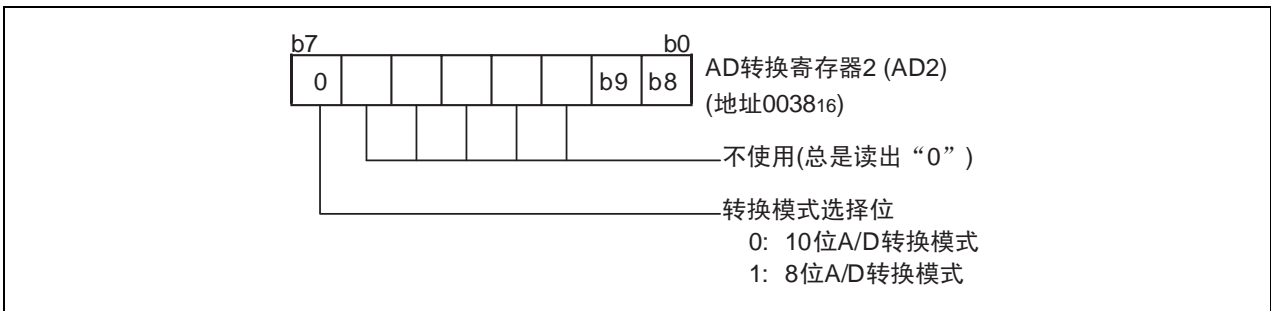 b7 b0
0 b9 b8
AD转换寄存器2 (AD2)
(地址003816)
不使用(总是读出“0”)
转换模式选择位
0: 10位A/D转换模式
1: 8位A/D转换模式